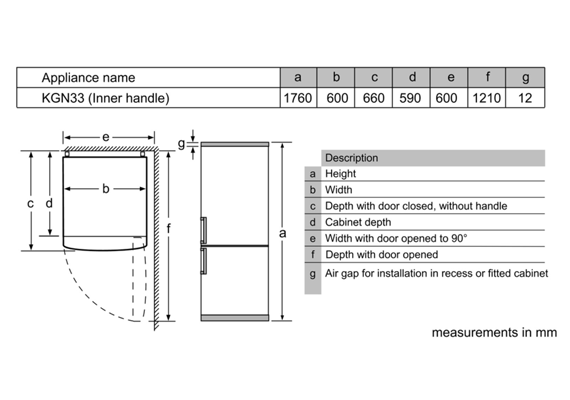 Appliance name a b c d e f g
KGN33 (Inner handle) 1760 600 660 590 600 1210 12
e
g
b
c
d
f
a
Description
a Height
b Width
c Depth with door closed, without handle
d Cabinet depth
e Width with door opened to 90°
f Depth with door opened
g Air gap for installation in recess or fitted cabinet
measurements in mm